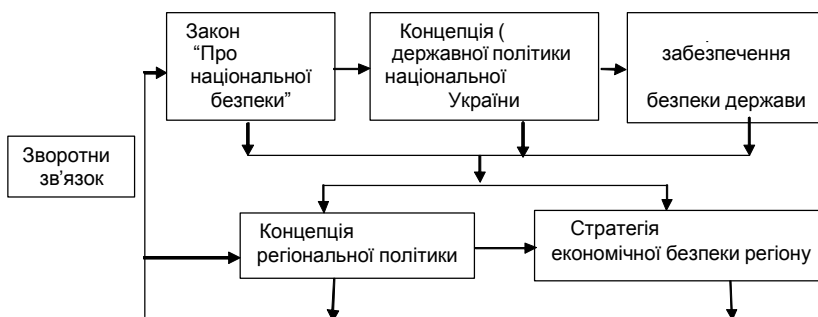 Закон
“Про
національної
безпеки”
Концепція (
державної політики
національної
України
забезпечення
безпеки держави
Зворотни
зв’язок
Концепція
регіональної політики
Стратегія
економічної безпеки регіону